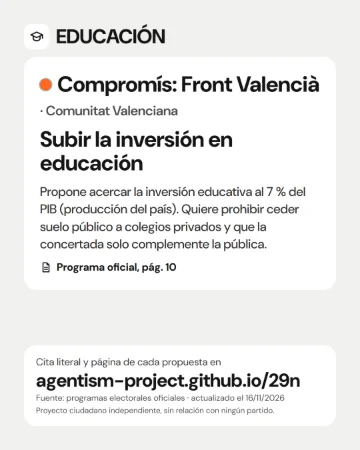 EDUCACIÓN
Compromís: Front Valencià
· Comunitat Valenciana
Subir la inversión en
educación
Propone acercar la inversión educativa al 7 % del
PIB (producción del país). Quiere prohibir ceder
suelo público a colegios privados y que la
concertada solo complemente la pública.
Programa oficial, pág. 10
Cita literal y página de cada propuesta en
agentism-project.github.io/29n
Fuente: programas electorales oficiales · actualizado el 16/11/2026
Proyecto ciudadano independiente, sin relación con ningún partido.